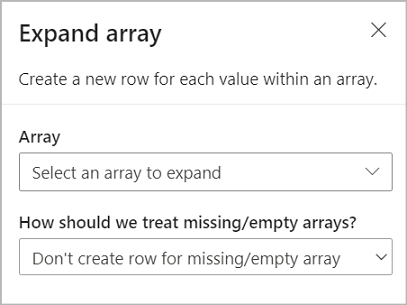 Expand array
Create a new row for each value within an array.
Array
Select an array to expand
How should we treat missing/empty arrays?
Don't create row for missing/empty array